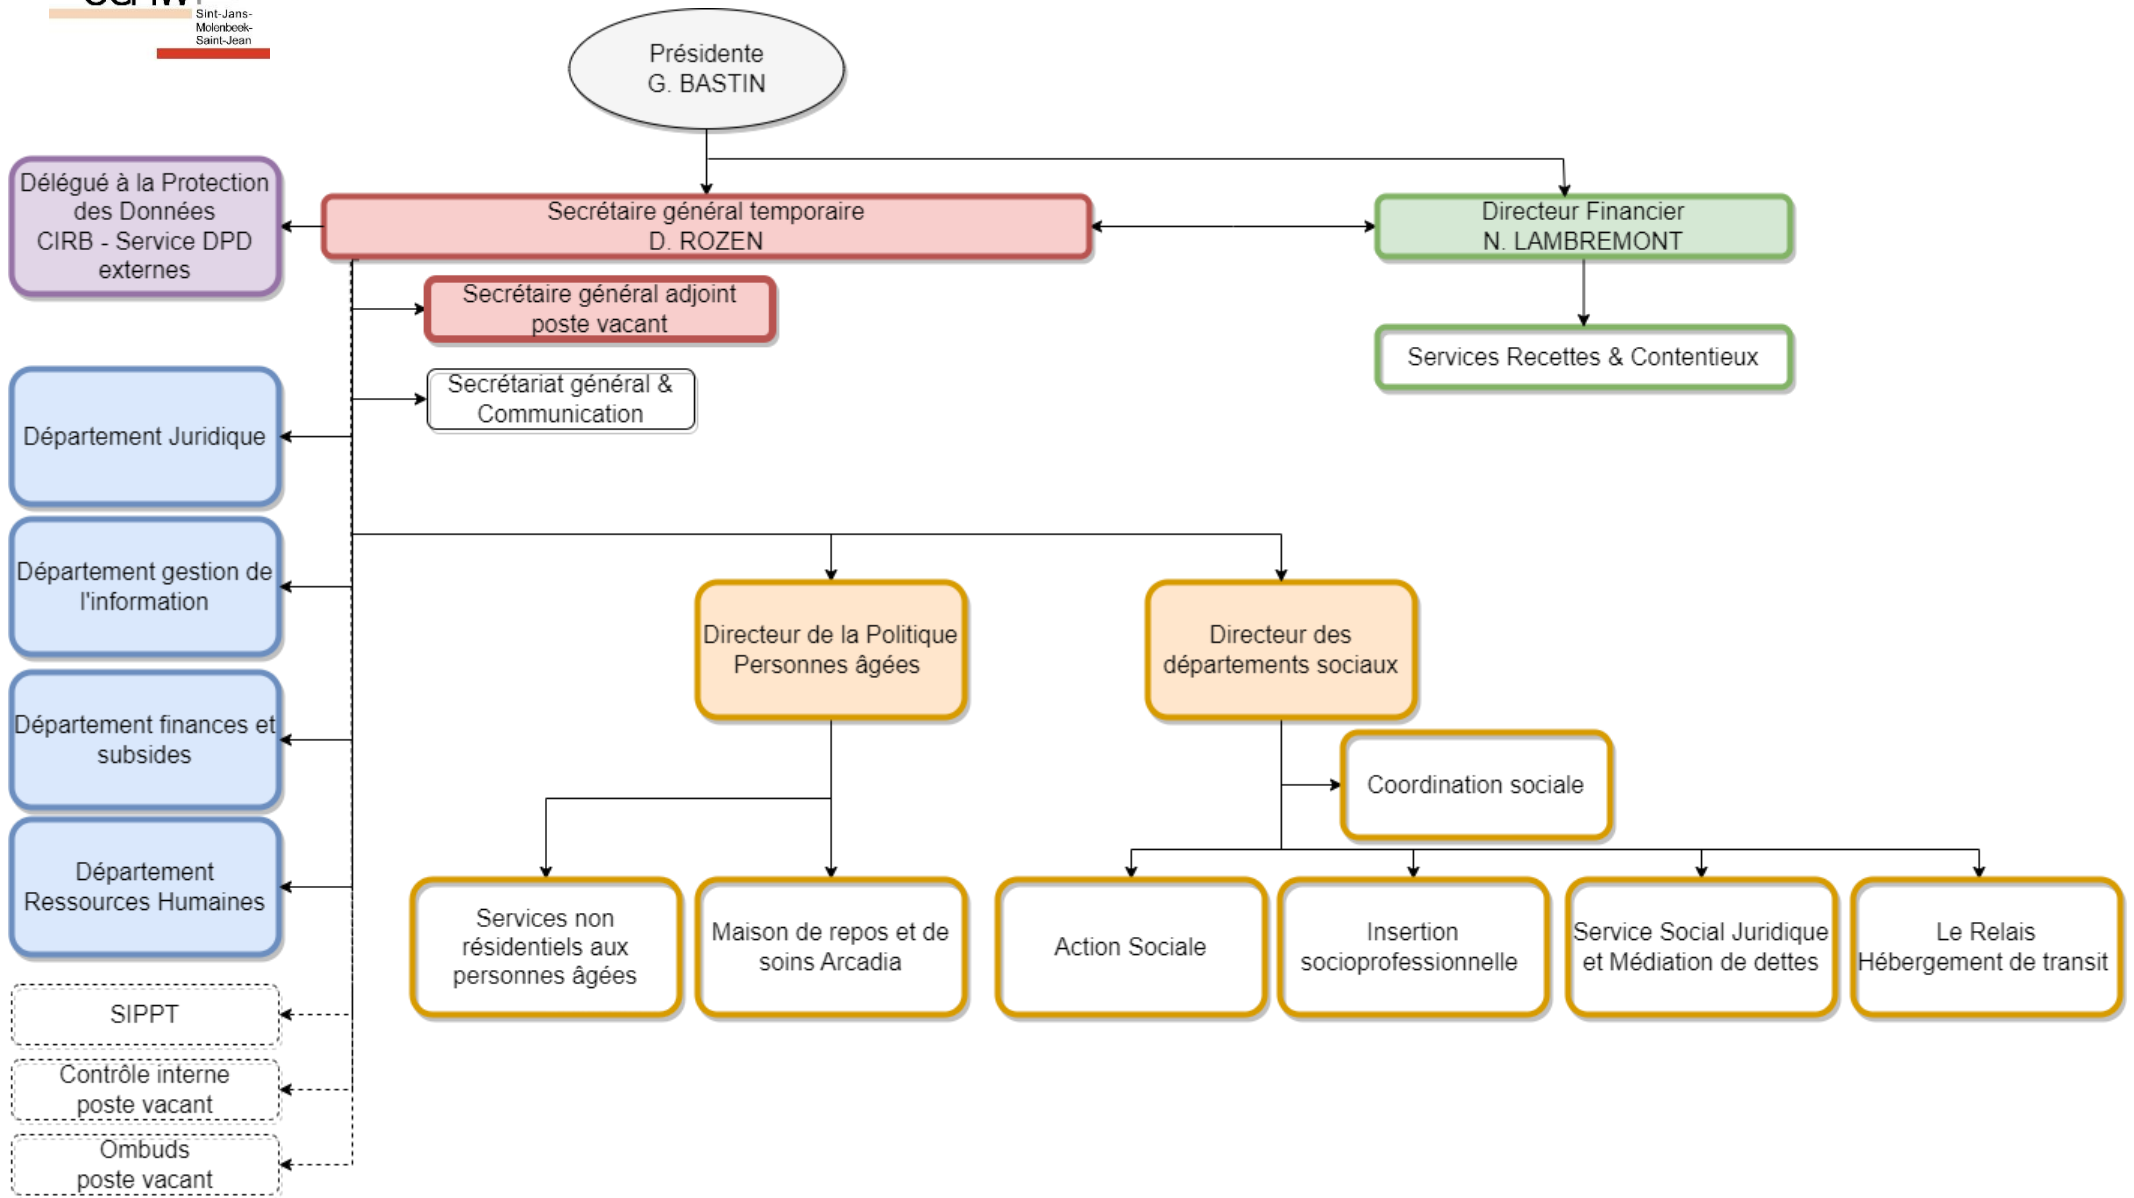 Sint-Jans-
Molenbeek-
Saint-Jean
Présidente
G. BASTIN
Délégué à la Protection
des Données
CIRB - Service DPD
externes
Secrétaire général temporaire
D. ROZEN
Directeur Financier
N. LAMBREMONT
Secrétaire général adjoint
poste vacant
Services Recettes & Contentieux
Secrétariat général &
Communication
Département Juridique
Département gestion de
l'information
Directeur de la Politique
Personnes âgées
Directeur des
départements sociaux
Département finances et
subsides
Coordination sociale
Département
Ressources Humaines
Services non
résidentiels aux
personnes âgées
Maison de repos et de
soins Arcadia
Action Sociale
Insertion
socioprofessionnelle
Service Social Juridique
et Médiation de dettes
Le Relais
Hébergement de transit
SIPPT
Contrôle interne
poste vacant
Ombuds
poste vacant